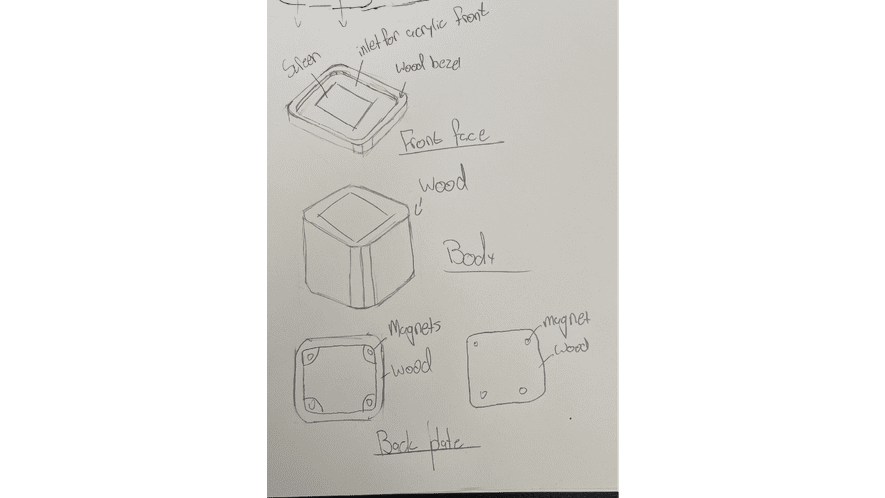 Screen
inlet for acrylic front
Wood bezel
Front face
Wood
Body
Magnets
Wood
magnet
Wood
Back plate